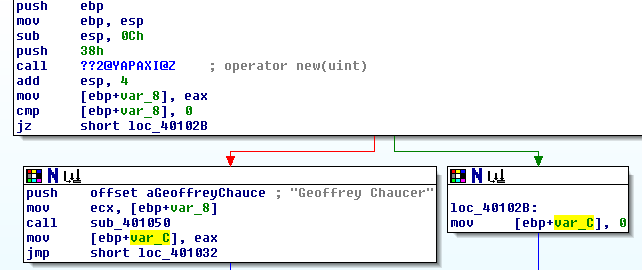 push ebp
mov ebp, esp
sub esp, 0Ch
push 38h
call ??2@YAPAXI@Z ; operator new(uint)
add esp, 4
mov [ebp+var_8], eax
cmp [ebp+var_8], 0
jz short loc_40102B
N
push offset aGeoffreyChauce ; "Geoffrey Chaucer"
mov ecx, [ebp+var_8]
call sub_401050
mov [ebp+var_C], eax
jmp short loc_401032
N
loc_40102B:
mov [ebp+var_C], 0